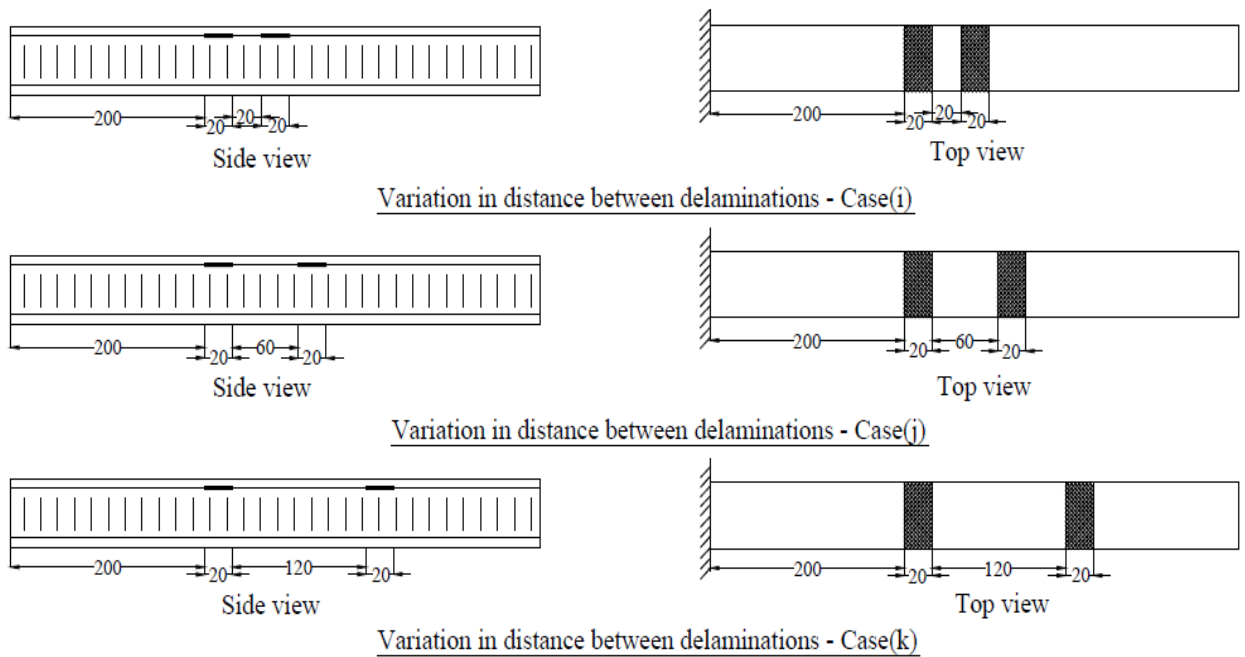 200
20
20
20
Side view
200
20
20
20
Top view
Variation in distance between delaminations - Case(i)
200
20
60
20
Side view
200
20
60
20
Top view
Variation in distance between delaminations - Case(j)
200
20
120
20
Side view
200
20
120
20
Top view
Variation in distance between delaminations - Case(k)